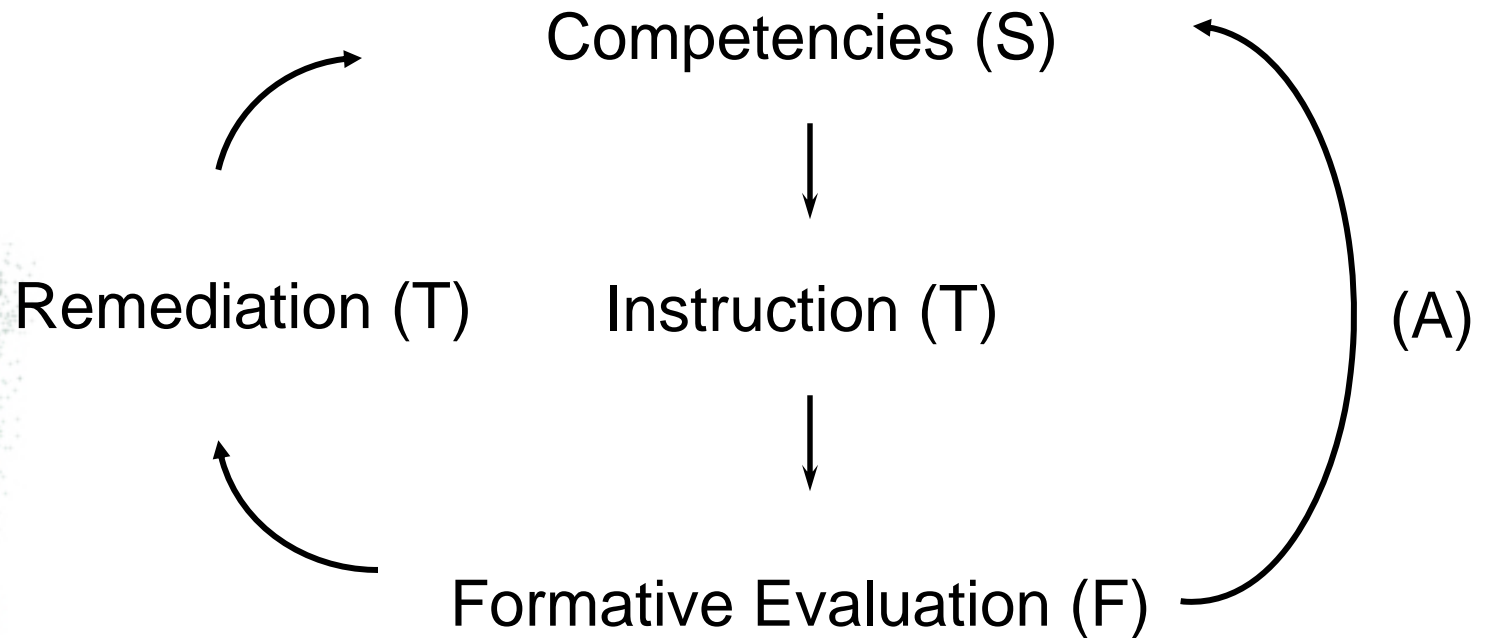 Competencies (S)
Remediation (T)
Instruction (T)
(A)
Formative Evaluation (F)